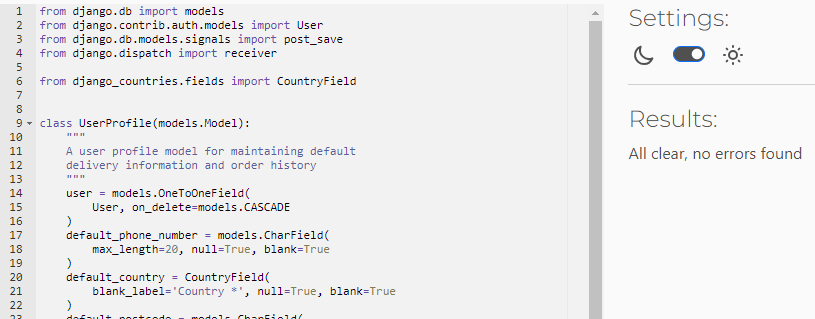 1 from django.db import models
2 from django.contrib.auth.models import User
3 from django.db.models.signals import post_save
4 from django.dispatch import receiver
5
6 from django_countries.fields import CountryField
7
8
9 class UserProfile(models.Model):
10     """
11     A user profile model for maintaining default
12     delivery information and order history
13     """
14     user = models.OneToOneField(
15         User, on_delete=models.CASCADE
16     )
17     default_phone_number = models.CharField(
18         max_length=20, null=True, blank=True
19     )
20     default_country = CountryField(
21         blank_label='Country *', null=True, blank=True
22     )
23     default_postcode = models.CharField(
Settings:
Results:
All clear, no errors found